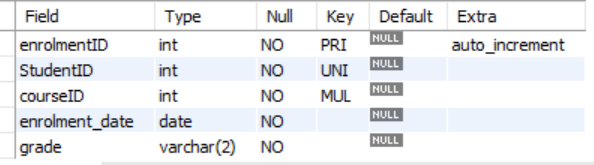 Field Type Null Key Default Extra
enrolmentID int NO PRI NULL auto_increment
StudentID int NO UNI NULL
courseID int NO MUL NULL
enrolment_date date NO NULL
grade varchar(2) NO NULL